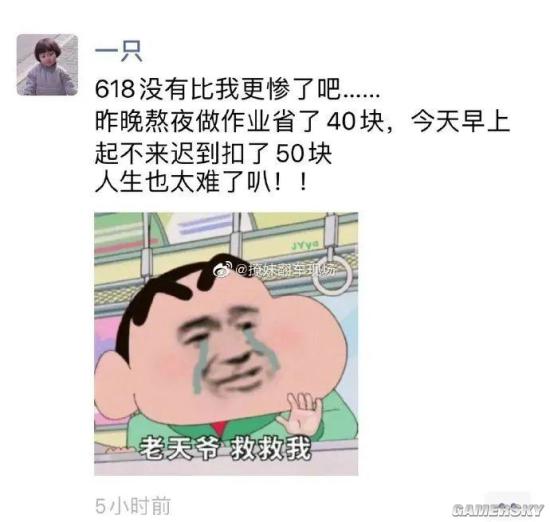 一只
618没有比我更惨了吧......
昨晚熬夜做作业省了40块，今天早上
起不来迟到扣了50块
人生也太难了叭！！
JYya
@撩妹翻车现场
老天爷 救救我
5小时前
GAMERSKY